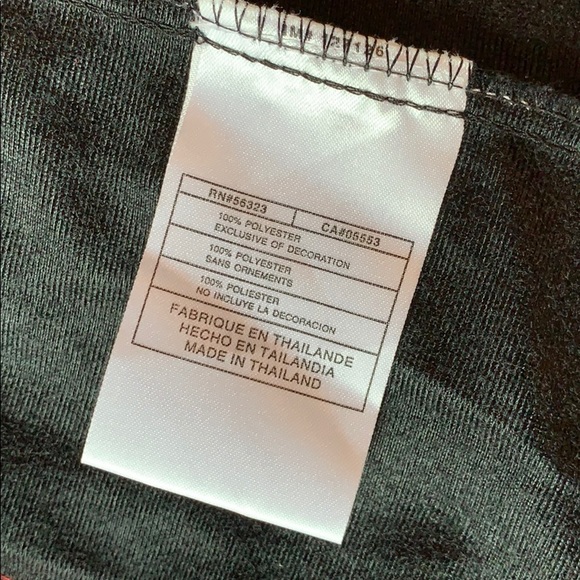 RN#56323 CA#05553
100% POLYESTER
EXCLUSIVE OF DECORATION
100% POLYESTER
SANS ORNEMENTS
100% POLIESTER
NO INCLUYE LA DECORACION
FABRIQUE EN THAILANDE
HECHO EN TAILANDIA
MADE IN THAILAND